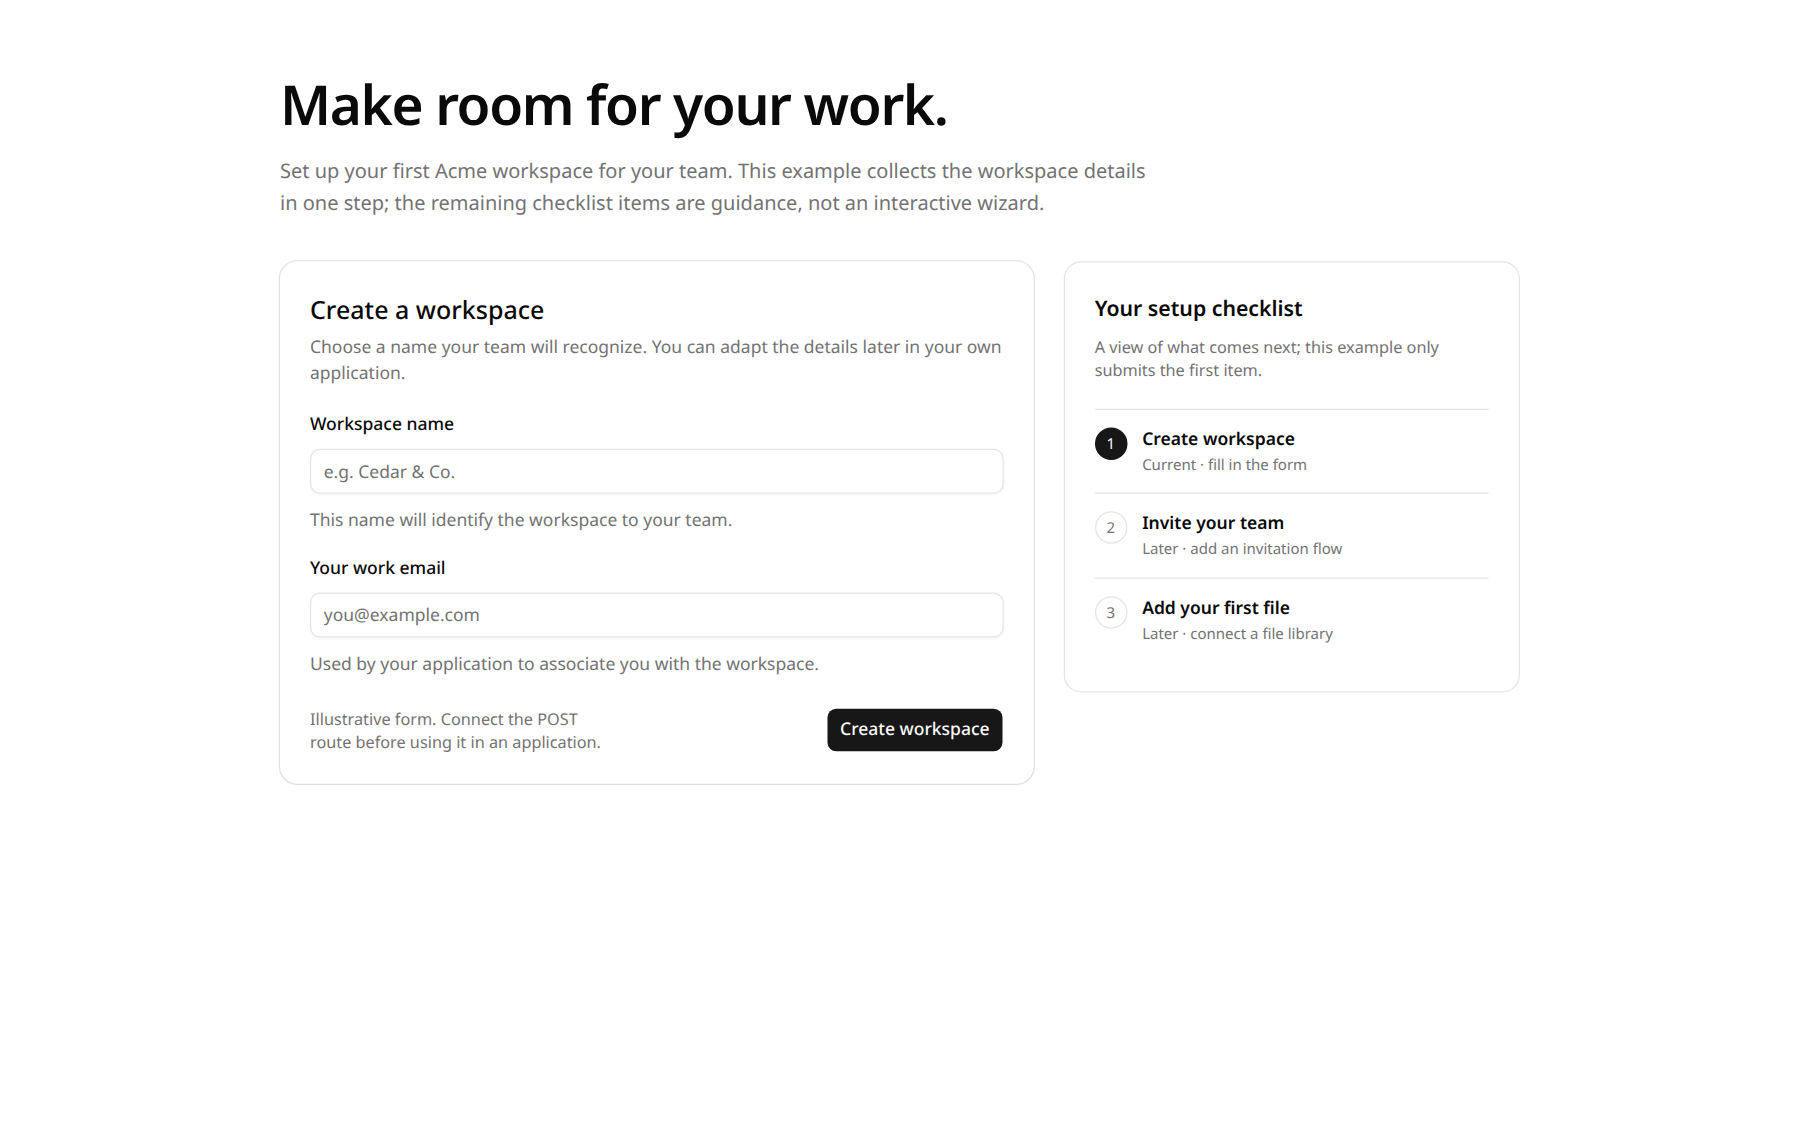 Make room for your work.
Set up your first Acme workspace for your team. This example collects the workspace details
in one step; the remaining checklist items are guidance, not an interactive wizard.
Create a workspace
Choose a name your team will recognize. You can adapt the details later in your own
application.
Workspace name
e.g. Cedar & Co.
This name will identify the workspace to your team.
Your work email
you@example.com
Used by your application to associate you with the workspace.
Illustrative form. Connect the POST
route before using it in an application.
Create workspace
Your setup checklist
A view of what comes next; this example only
submits the first item.
1
Create workspace
Current · fill in the form
2
Invite your team
Later · add an invitation flow
3
Add your first file
Later · connect a file library